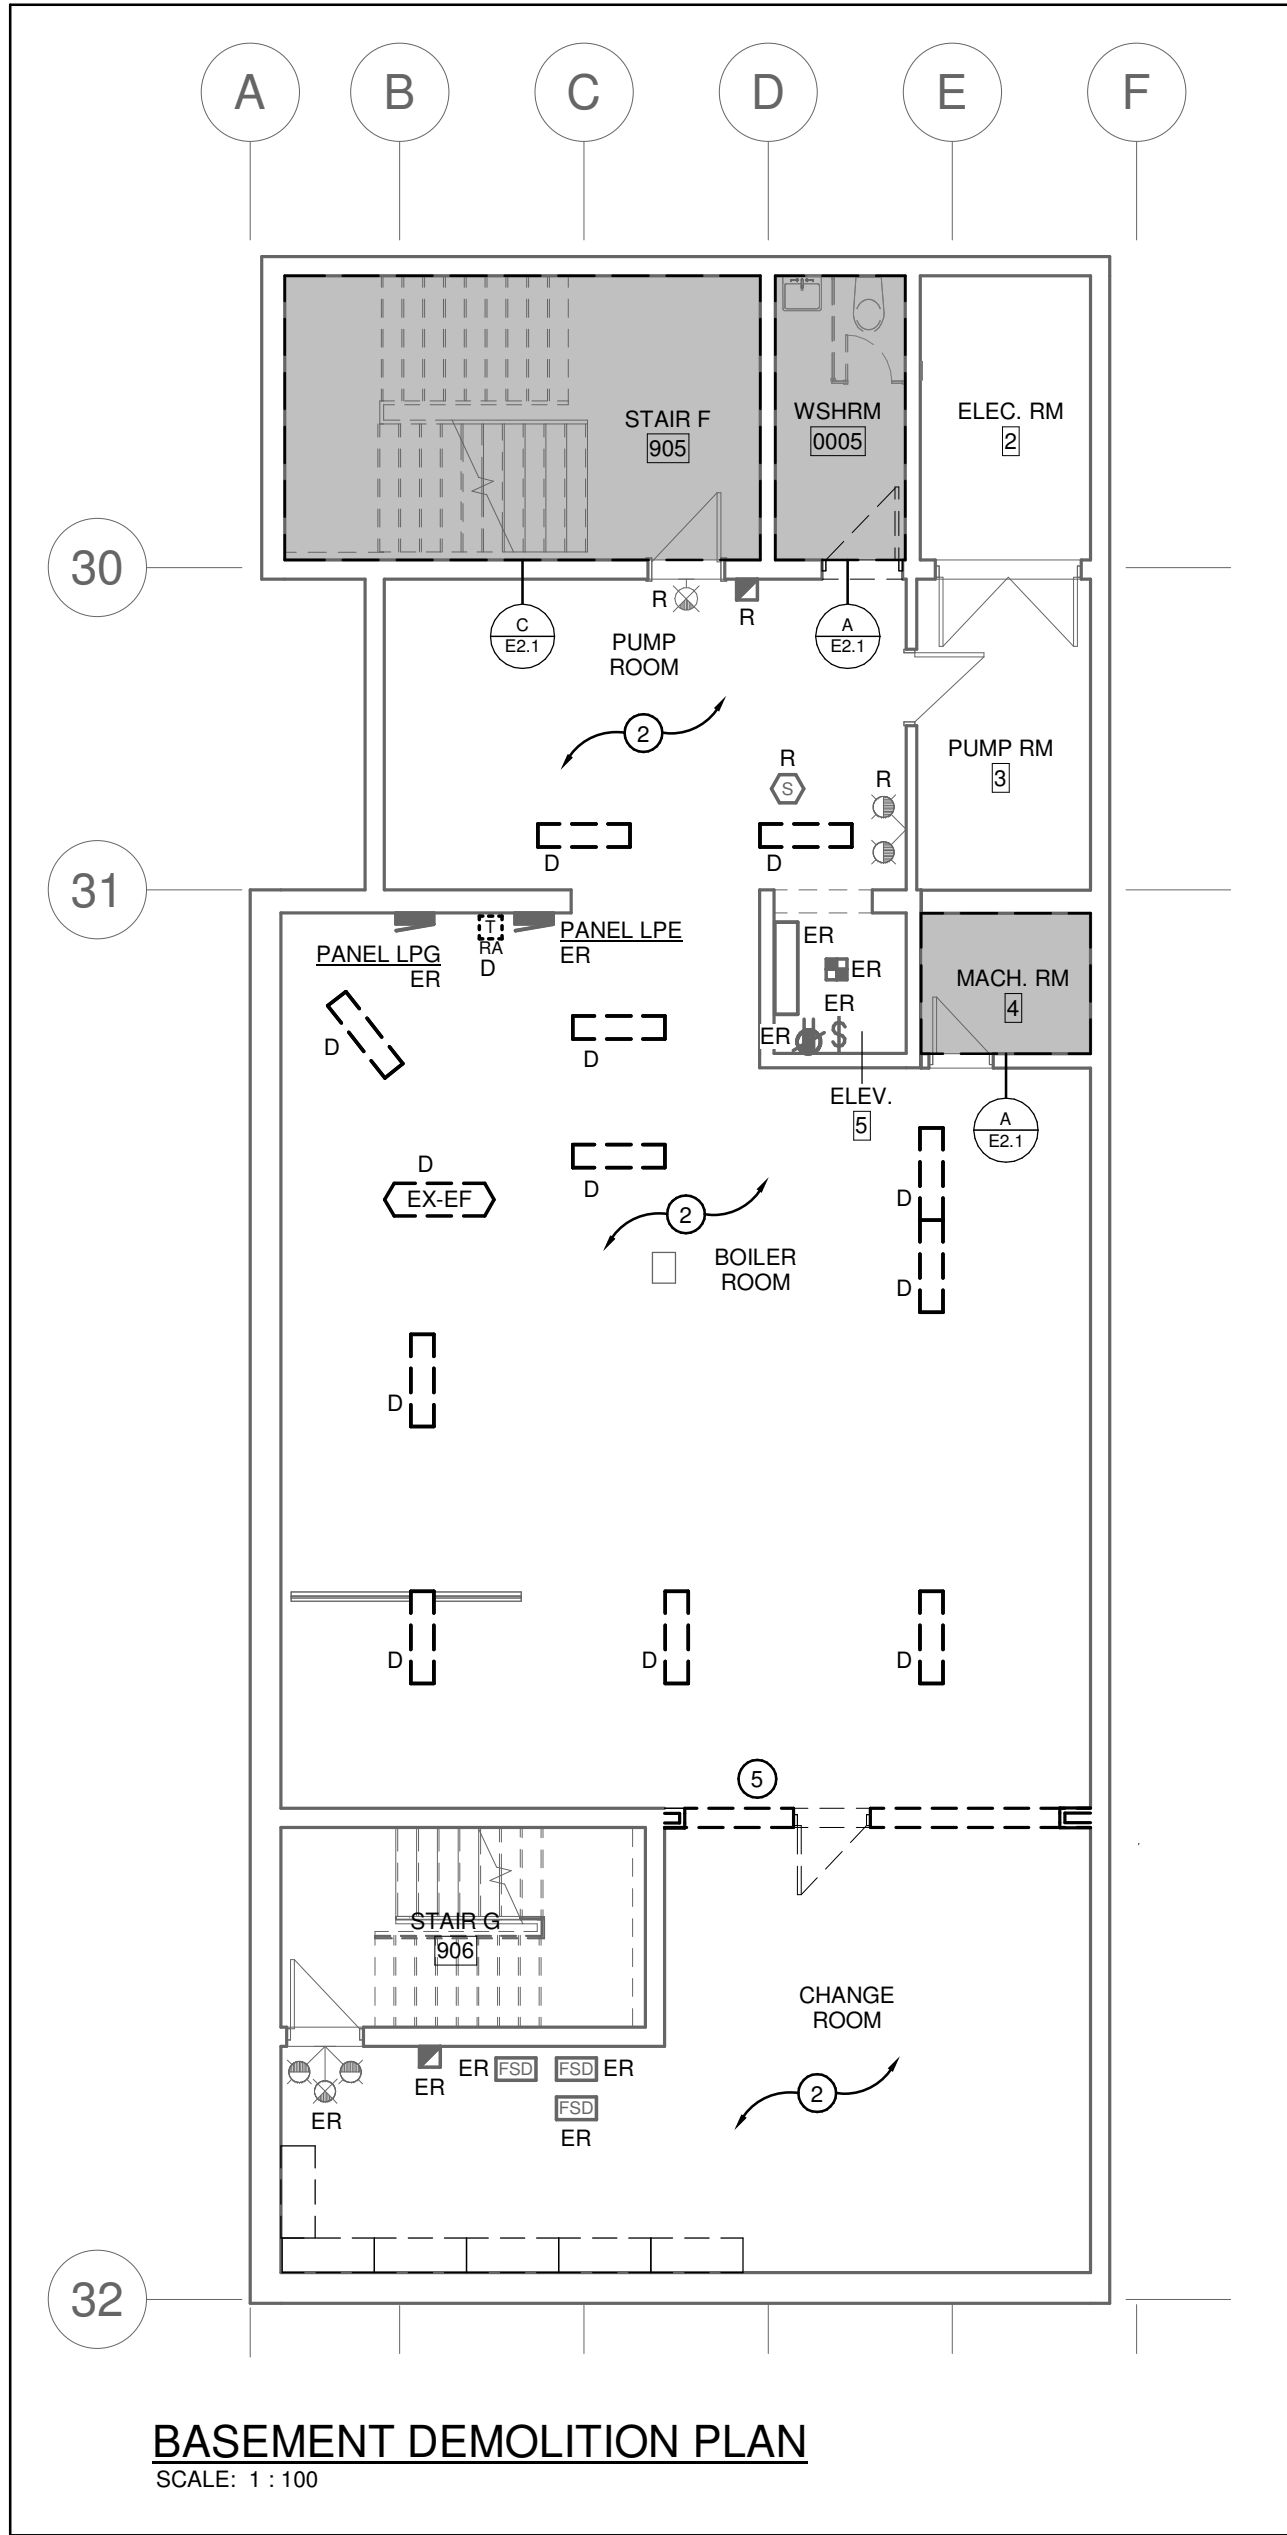 A B C D E F
STAIR F
905
WSHRM
0005
ELEC. RM
2
30
C
E2.1
R
R
A
E2.1
PUMP
ROOM
2
PUMP RM
3
R
S
R
D
D
31
PANEL LPG
ER
T
RA
D
PANEL LPE
ER
ER
ER
ER
ER
$
MACH. RM
4
D
D
ELEV.
5
A
E2.1
D
EX-EF
D
2
D
BOILER
ROOM
D
D
D
D
D
5
STAIR G
906
CHANGE
ROOM
ER
ER
ER
FSD
FSD
ER
FSD
ER
2
32
BASEMENT DEMOLITION PLAN
SCALE: 1 : 100